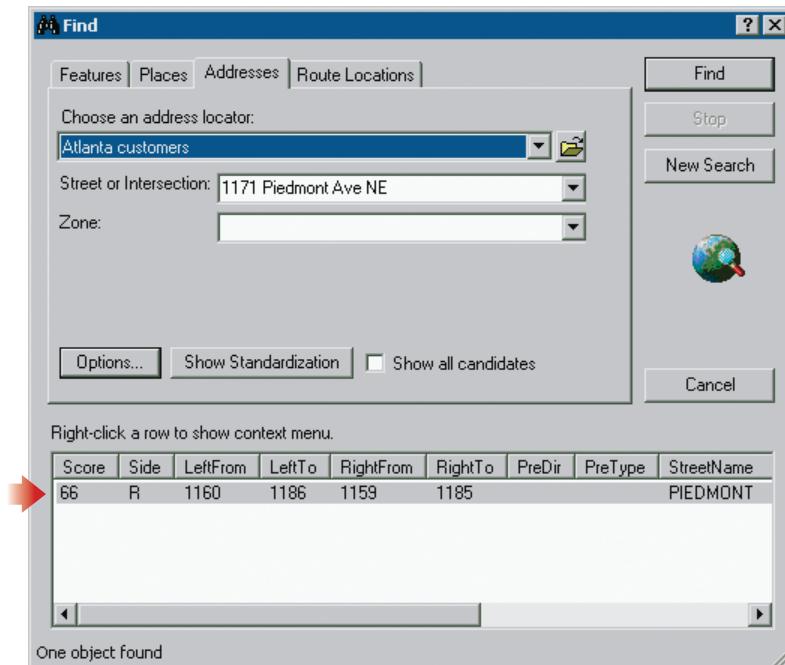 Find
Features Places Addresses Route Locations
Find
Choose an address locator:
Stop
Atlanta customers
New Search
Street or Intersection: 1171 Piedmont Ave NE
Zone:
Options... Show Standardization Show all candidates
Cancel
Right-click a row to show context menu.
Score Side LeftFrom LeftTo RightFrom RightTo PreDir PreType StreetName
66 R 1160 1186 1159 1185 PIEDMONT
One object found